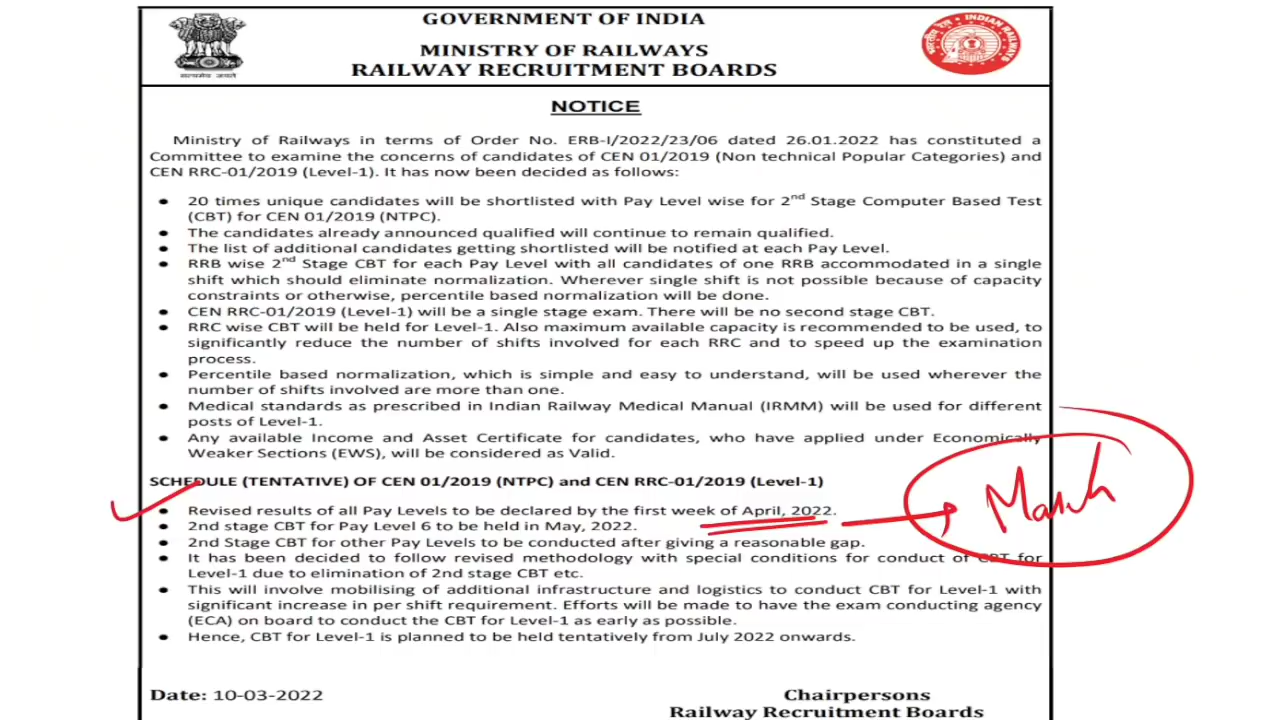 GOVERNMENT OF INDIA
MINISTRY OF RAILWAYS
RAILWAY RECRUITMENT BOARDS
सत्यमेव जयते
INDIAN RAILWAYS
भारतीय रेल
NOTICE
Ministry of Railways in terms of Order No. ERB-I/2022/23/06 dated 26.01.2022 has constituted a
Committee to examine the concerns of candidates of CEN 01/2019 (Non technical Popular Categories) and
CEN RRC-01/2019 (Level-1). It has now been decided as follows:
• 20 times unique candidates will be shortlisted with Pay Level wise for 2nd Stage Computer Based Test
(CBT) for CEN 01/2019 (NTPC).
• The candidates already announced qualified will continue to remain qualified.
• The list of additional candidates getting shortlisted will be notified at each Pay Level.
• RRB wise 2nd Stage CBT for each Pay Level with all candidates of one RRB accommodated in a single
shift which should eliminate normalization. Wherever single shift is not possible because of capacity
constraints or otherwise, percentile based normalization will be done.
• CEN RRC-01/2019 (Level-1) will be a single stage exam. There will be no second stage CBT.
• RRC wise CBT will be held for Level-1. Also maximum available capacity is recommended to be used, to
significantly reduce the number of shifts involved for each RRC and to speed up the examination
process.
• Percentile based normalization, which is simple and easy to understand, will be used wherever the
number of shifts involved are more than one.
• Medical standards as prescribed in Indian Railway Medical Manual (IRMM) will be used for different
posts of Level-1.
• Any available Income and Asset Certificate for candidates, who have applied under Economically
Weaker Sections (EWS), will be considered as Valid.
SCHEDULE (TENTATIVE) OF CEN 01/2019 (NTPC) and CEN RRC-01/2019 (Level-1)
• Revised results of all Pay Levels to be declared by the first week of April, 2022.
March
• 2nd stage CBT for Pay Level 6 to be held in May, 2022.
• 2nd Stage CBT for other Pay Levels to be conducted after giving a reasonable gap.
• It has been decided to follow revised methodology with special conditions for conduct of CBT for
Level-1 due to elimination of 2nd stage CBT etc.
• This will involve mobilising of additional infrastructure and logistics to conduct CBT for Level-1 with
significant increase in per shift requirement. Efforts will be made to have the exam conducting agency
(ECA) on board to conduct the CBT for Level-1 as early as possible.
• Hence, CBT for Level-1 is planned to be held tentatively from July 2022 onwards.
Date: 10-03-2022
Chairpersons
Railway Recruitment Boards